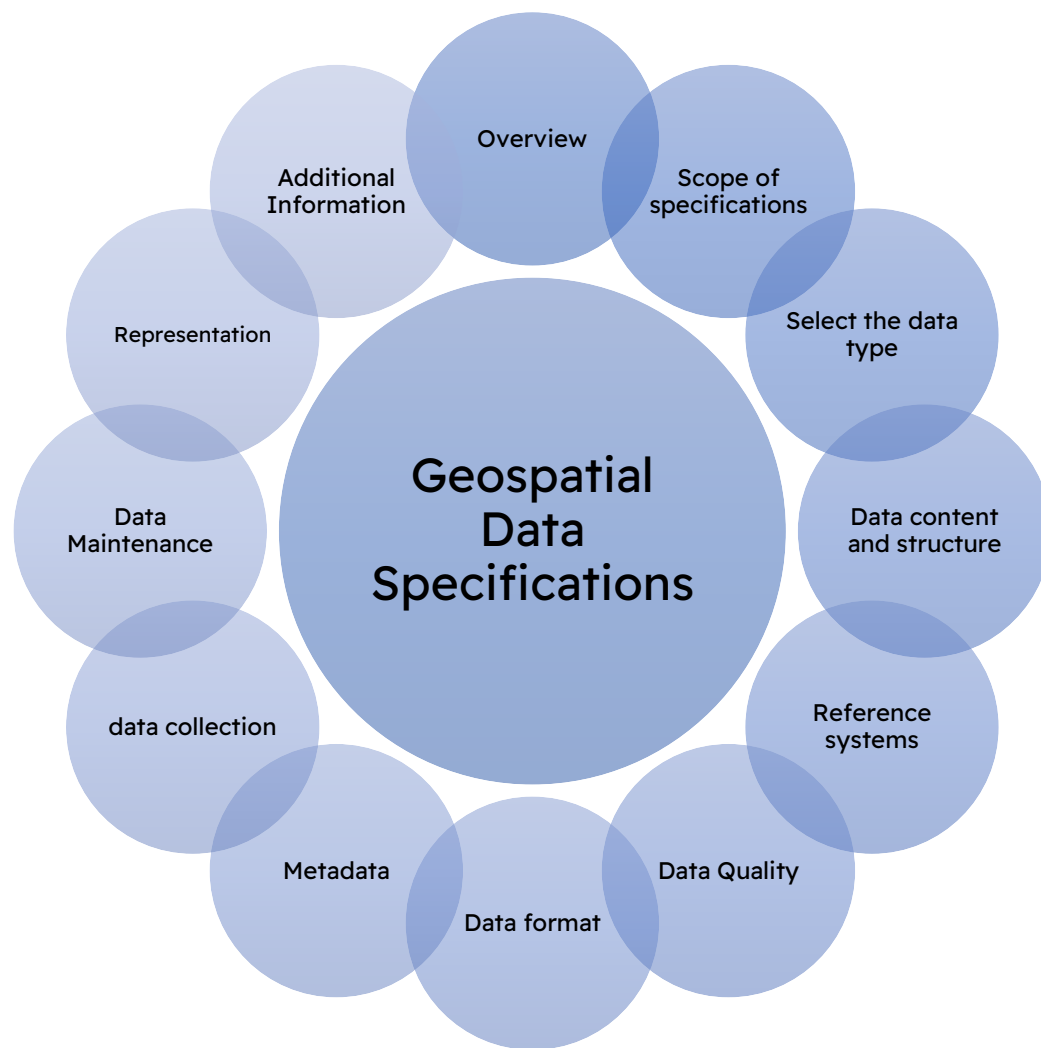 Overview
Scope of
specifications
Select the data
type
Data content
and structure
Reference
systems
Data Quality
Data format
Metadata
data collection
Data
Maintenance
Representation
Additional
Information
Geospatial
Data
Specifications